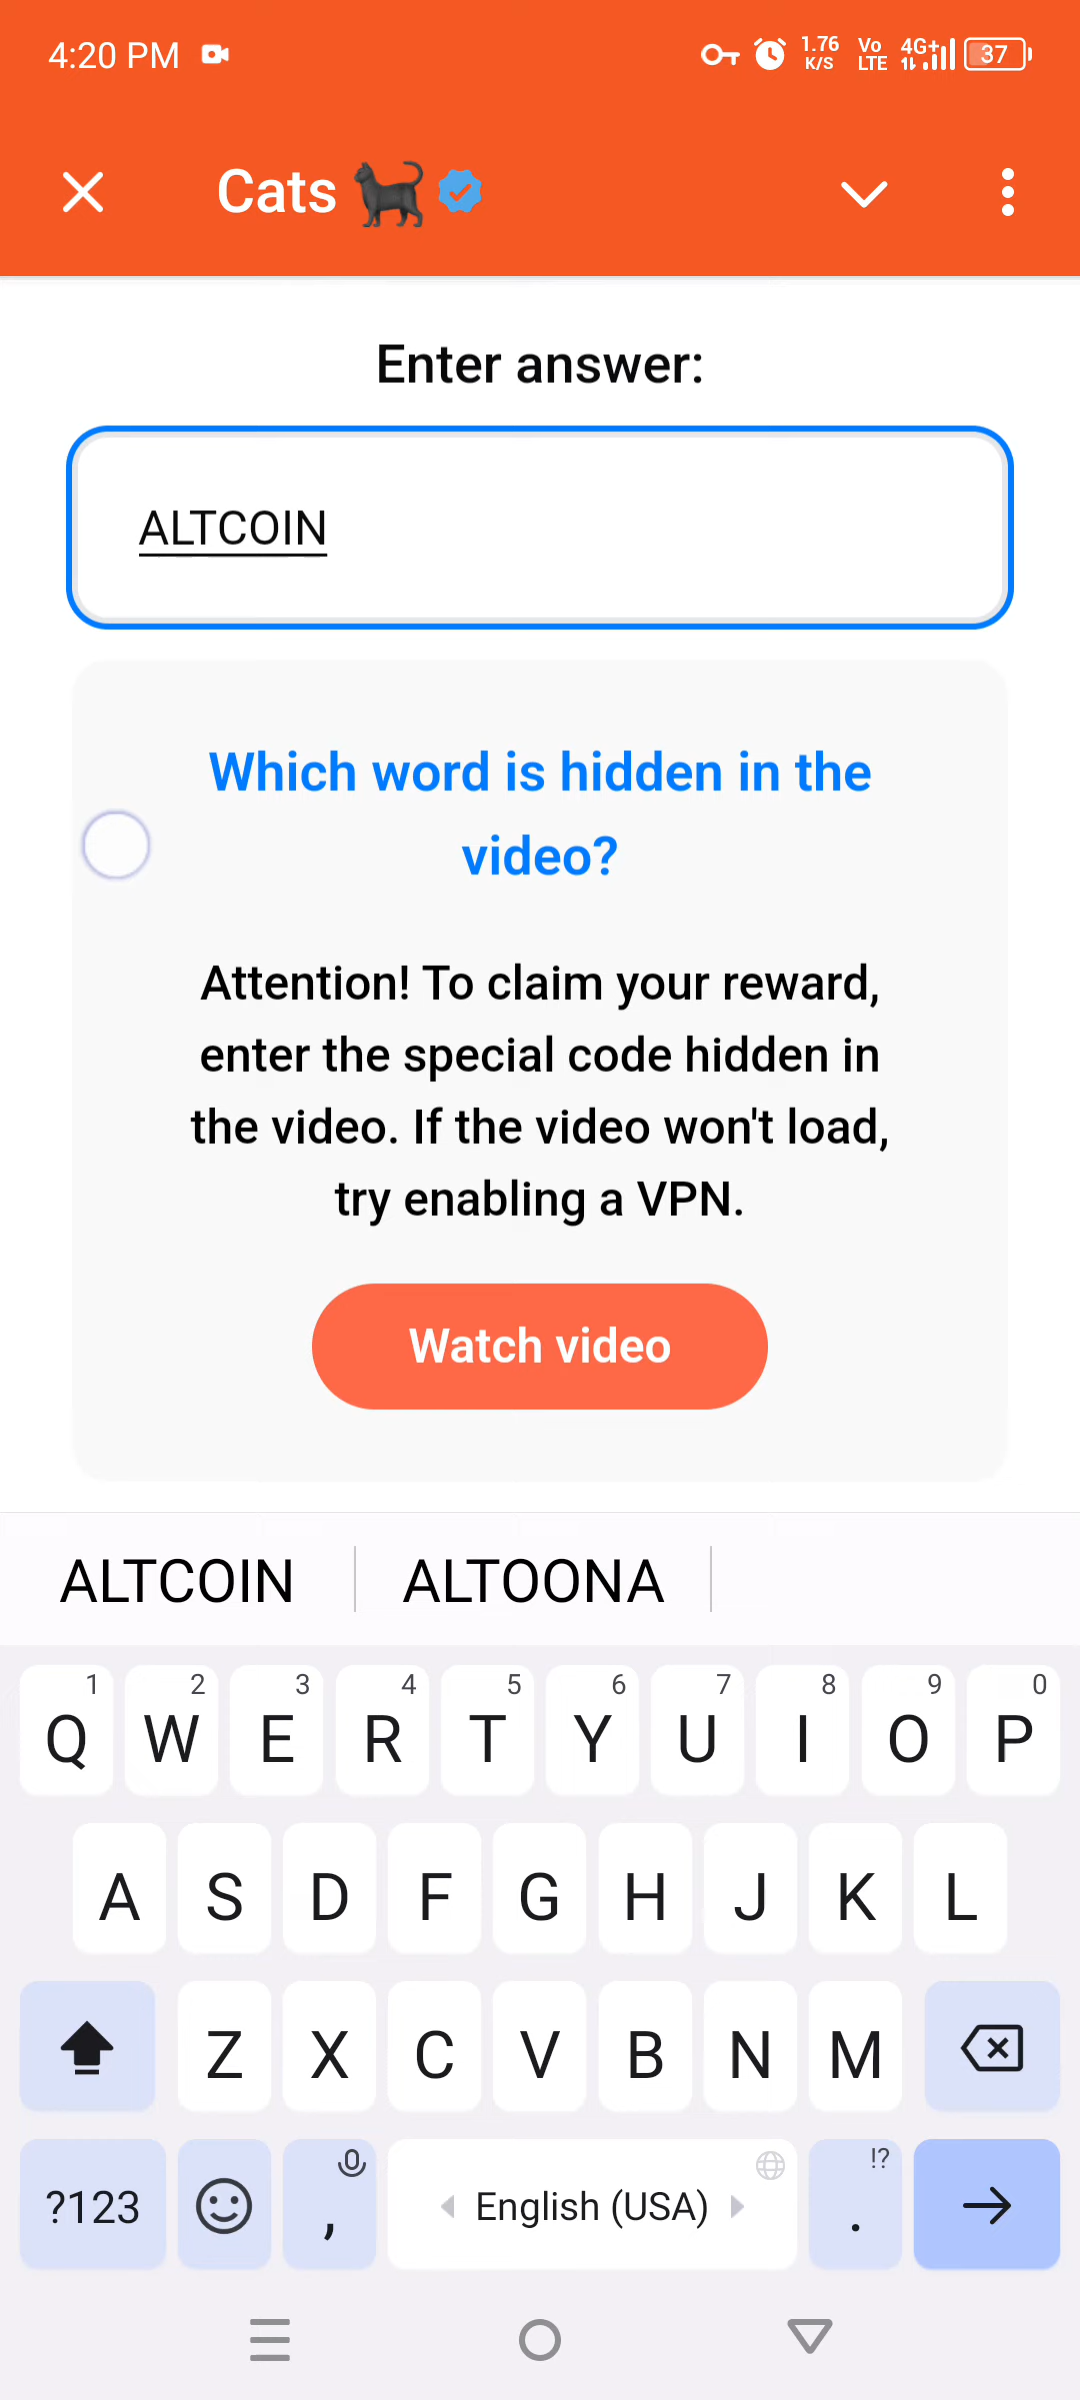 4:20 PM
1.76 K/S
Vo LTE
4G+
37
Cats
Enter answer:
ALTCOIN
Which word is hidden in the
video?
Attention! To claim your reward,
enter the special code hidden in
the video. If the video won't load,
try enabling a VPN.
Watch video
ALTCOIN ALTOONA
1 2 3 4 5 6 7 8 9 0
Q W E R T Y U I O P
A S D F G H J K L
Z X C V B N M
?123 , English (USA) . !?